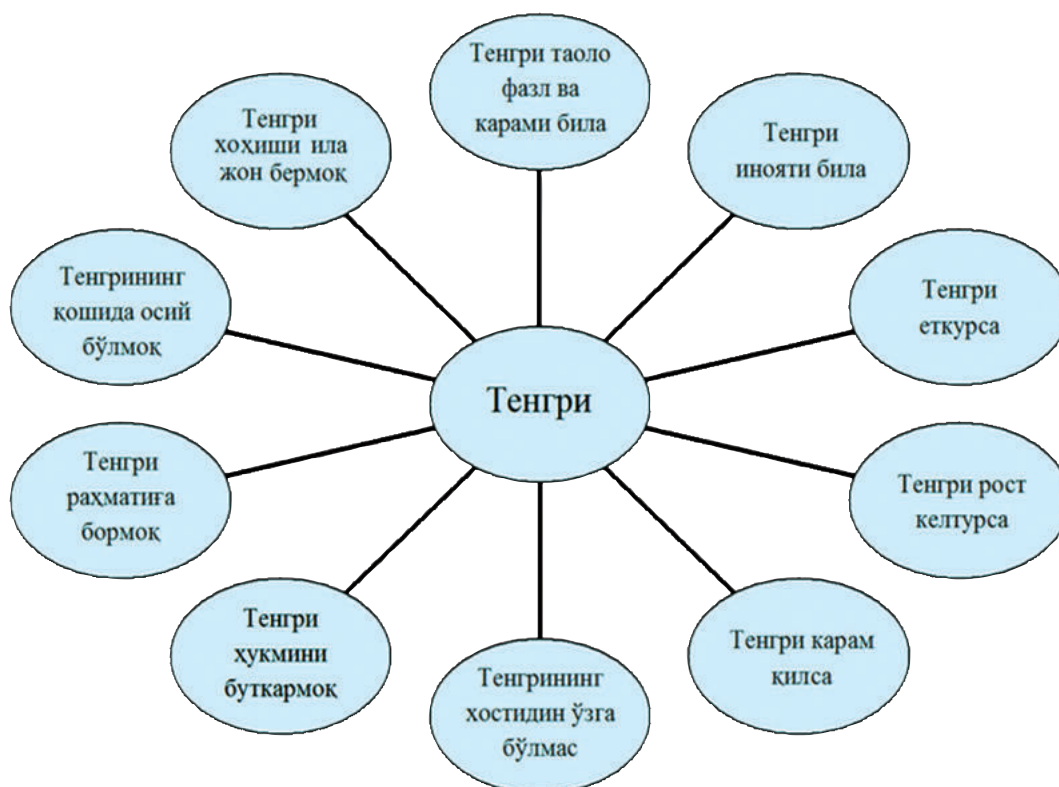 Тенгри таоло
фазл ва
карами била
Тенгри
инояти била
Тенгри
еткурса
Тенгри рост
келтурса
Тенгри карам
қилса
Тенгрининг
хостидин ўзга
бўлмас
Тенгри
ҳукмини
буткармоқ
Тенгри
раҳматиға
бормоқ
Тенгрининг
қошида осий
бўлмоқ
Тенгри
хоҳиши ила
жон бермоқ
Тенгри